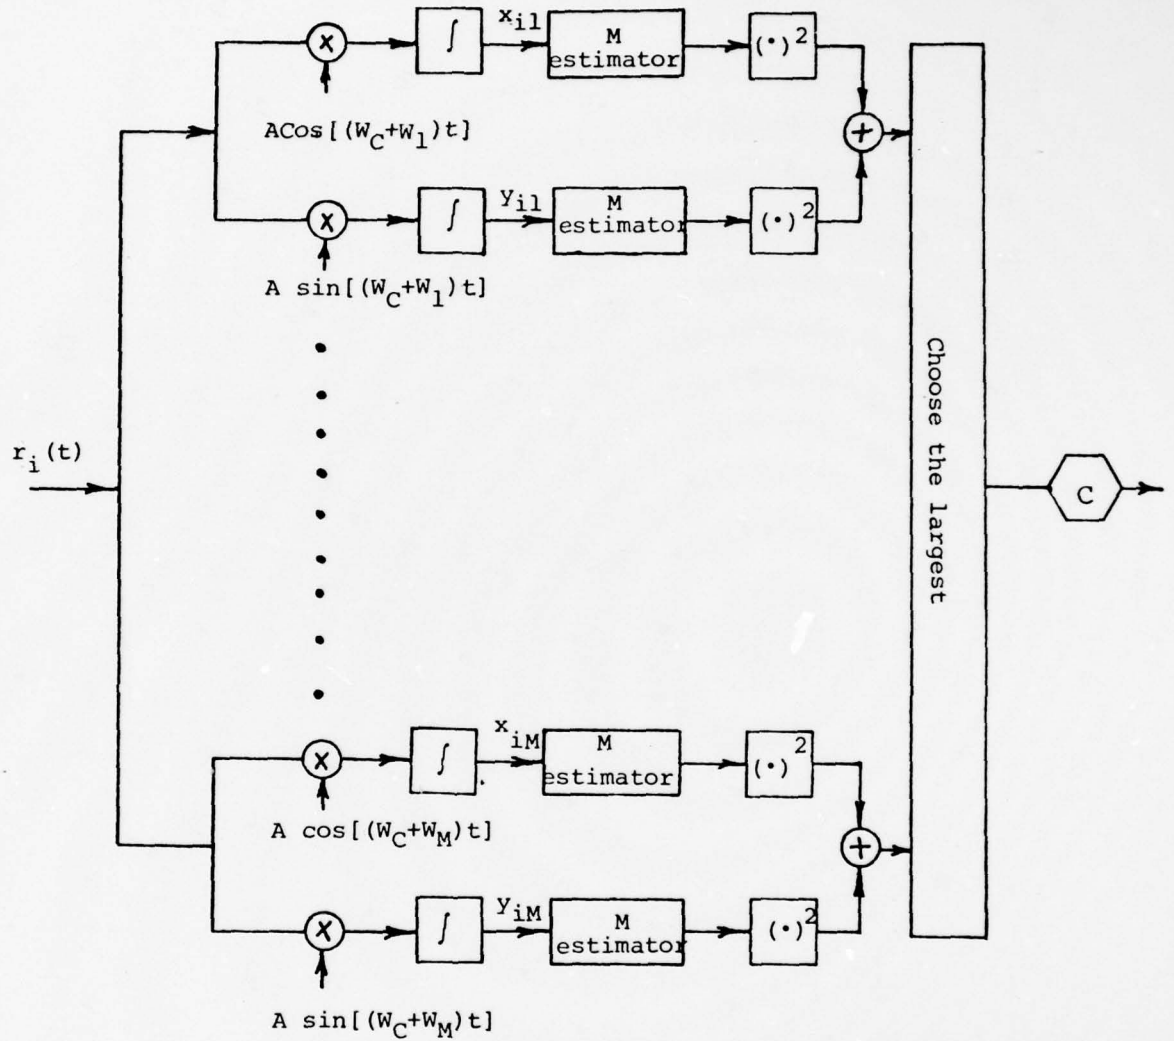 x_i1
∫
M
estimator
(·)²
X
ACos[(W_C+W_1)t]
+
y_i1
∫
M
estimator
(·)²
X
A sin[(W_C+W_1)t]
Choose the largest
r_i(t)
C
x_iM
∫
M
estimator
(·)²
X
A cos[(W_C+W_M)t]
+
y_iM
∫
M
estimator
(·)²
X
A sin[(W_C+W_M)t]